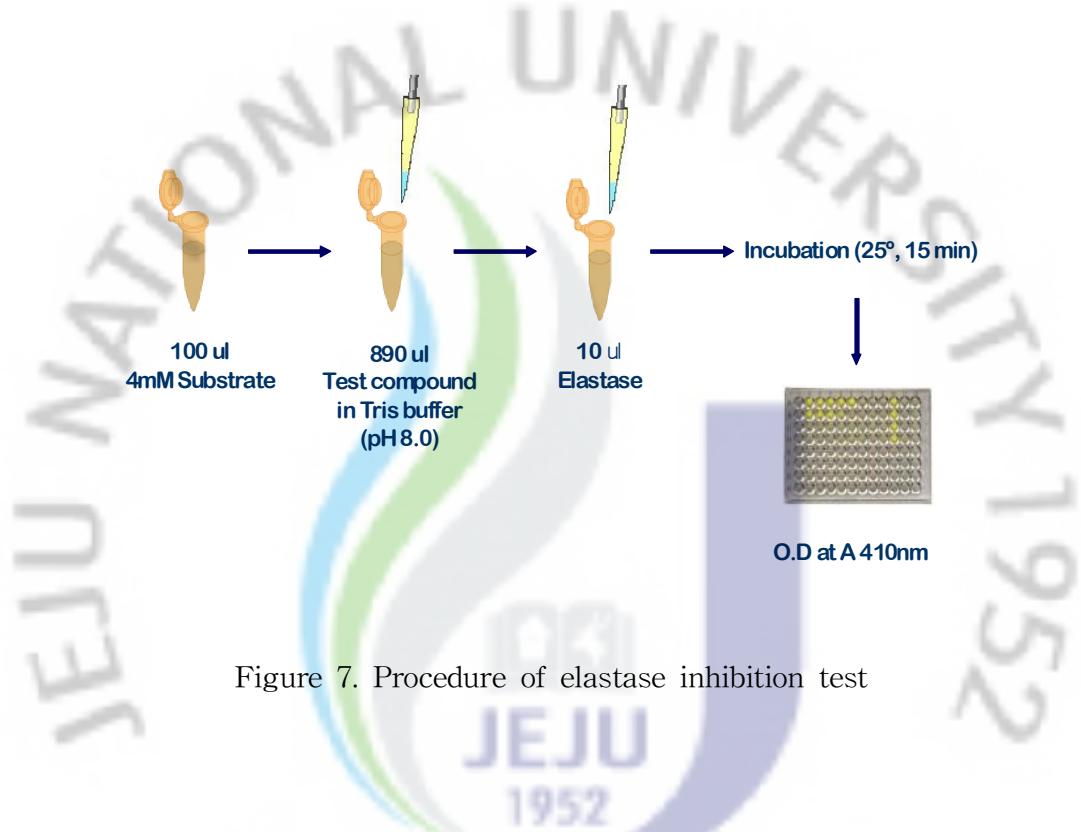 JEJU NATIONAL UNIVERSITY 1952
100 ul
4mM Substrate
890 ul
Test compound
in Tris buffer
(pH 8.0)
10 ul
Elastase
Incubation (25º, 15 min)
O.D at A 410nm
Figure 7. Procedure of elastase inhibition test
JEJU
1952